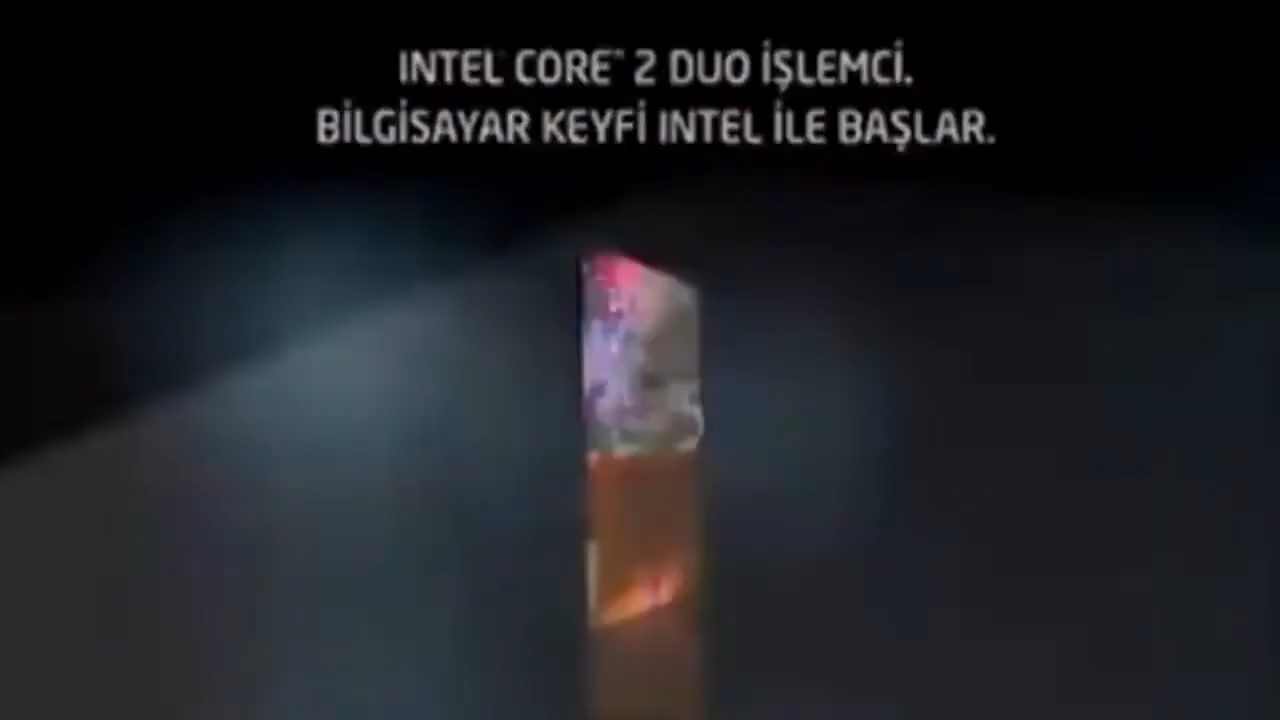 INTEL CORE™ 2 DUO İŞLEMCİ.
BİLGİSAYAR KEYFİ INTEL İLE BAŞLAR.